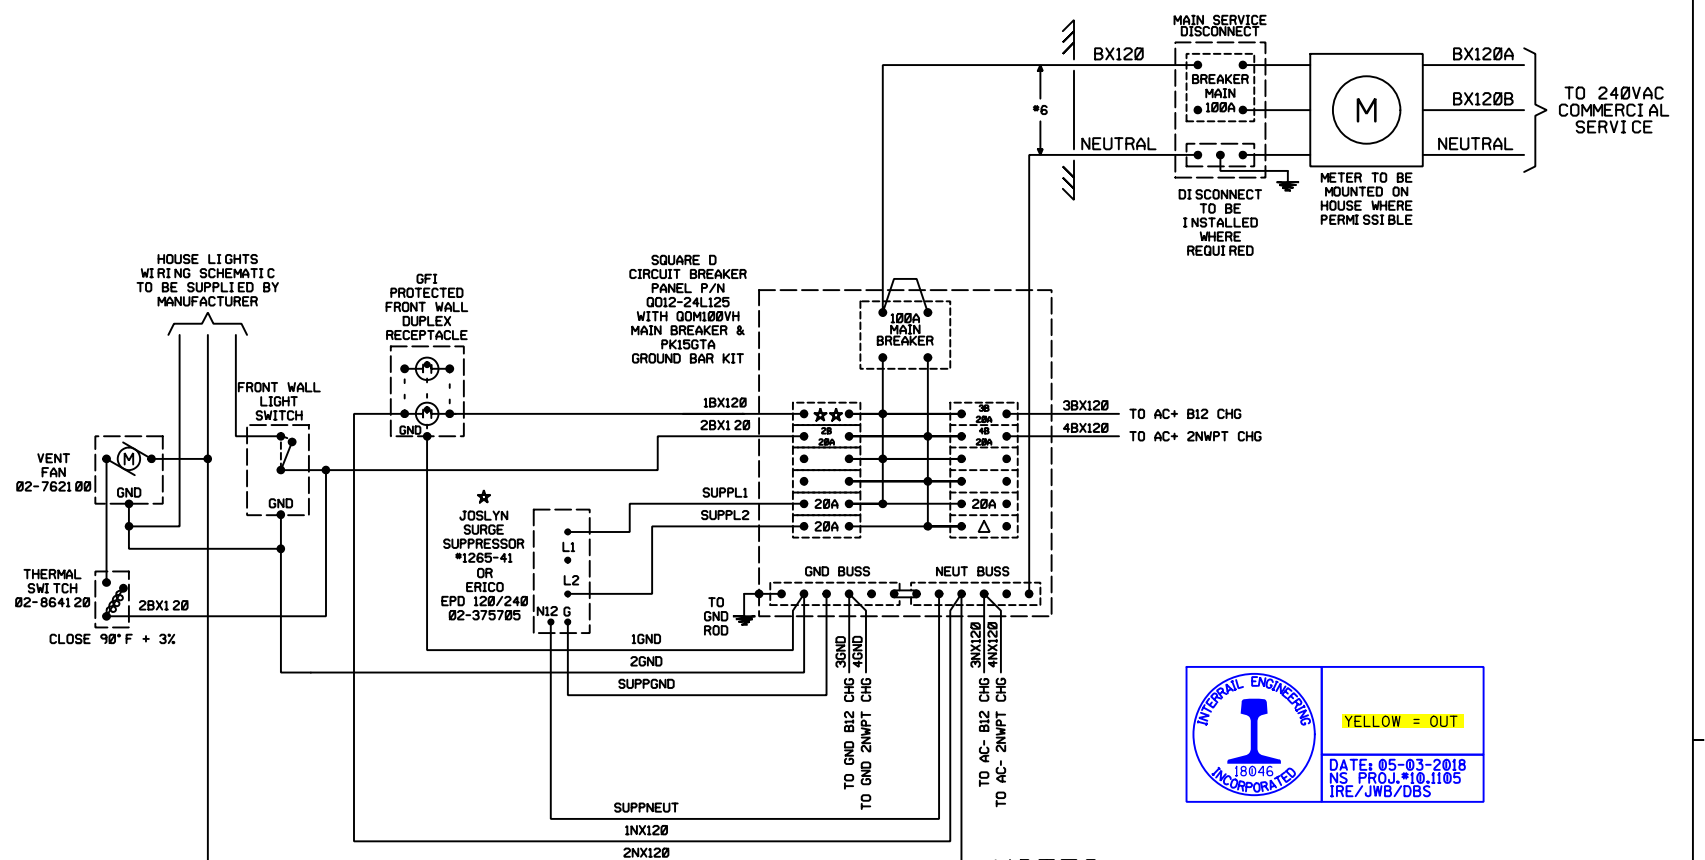 MAIN SERVICE
DISCONNECT
BX120
BREAKER
MAIN
100A
M
BX120A
BX120B
NEUTRAL
TO 240VAC
COMMERCIAL
SERVICE
#6
NEUTRAL
METER TO BE
MOUNTED ON
HOUSE WHERE
PERMISSIBLE
DISCONNECT
TO BE
INSTALLED
WHERE
REQUIRED
HOUSE LIGHTS
WIRING SCHEMATIC
TO BE SUPPLIED BY
MANUFACTURER
GFI
PROTECTED
FRONT WALL
DUPLEX
RECEPTACLE
GND
SQUARE D
CIRCUIT BREAKER
PANEL P/N
QO12-24L125
WITH QOM100VH
MAIN BREAKER &
PK15GTA
GROUND BAR KIT
100A
MAIN
BREAKER
FRONT WALL
LIGHT
SWITCH
GND
VENT
FAN
02-762100
M
GND
1BX120
2BX120
☆☆
2B
20A
3B
20A
4B
20A
3BX120
TO AC+ B12 CHG
4BX120
TO AC+ 2NWPT CHG
SUPPL1
20A
20A
SUPPL2
20A
△
☆
JOSLYN
SURGE
SUPPRESSOR
#1265-41
OR
ERICO
EPD 120/240
02-375705
L1
L2
N12 G
THERMAL
SWITCH
02-864120
2BX120
CLOSE 90°F + 3%
GND BUSS
NEUT BUSS
TO
GND
ROD
1GND
2GND
SUPPGND
3GND
4GND
3NX120
4NX120
TO GND B12 CHG
TO GND 2NWPT CHG
TO AC- B12 CHG
TO AC- 2NWPT CHG
SUPPNEUT
1NX120
2NX120
INTERRAIL ENGINEERING
18046
INCORPORATED
YELLOW = OUT
DATE: 05-03-2018
NS PROJ.#10.1105
IRE/JWB/DBS